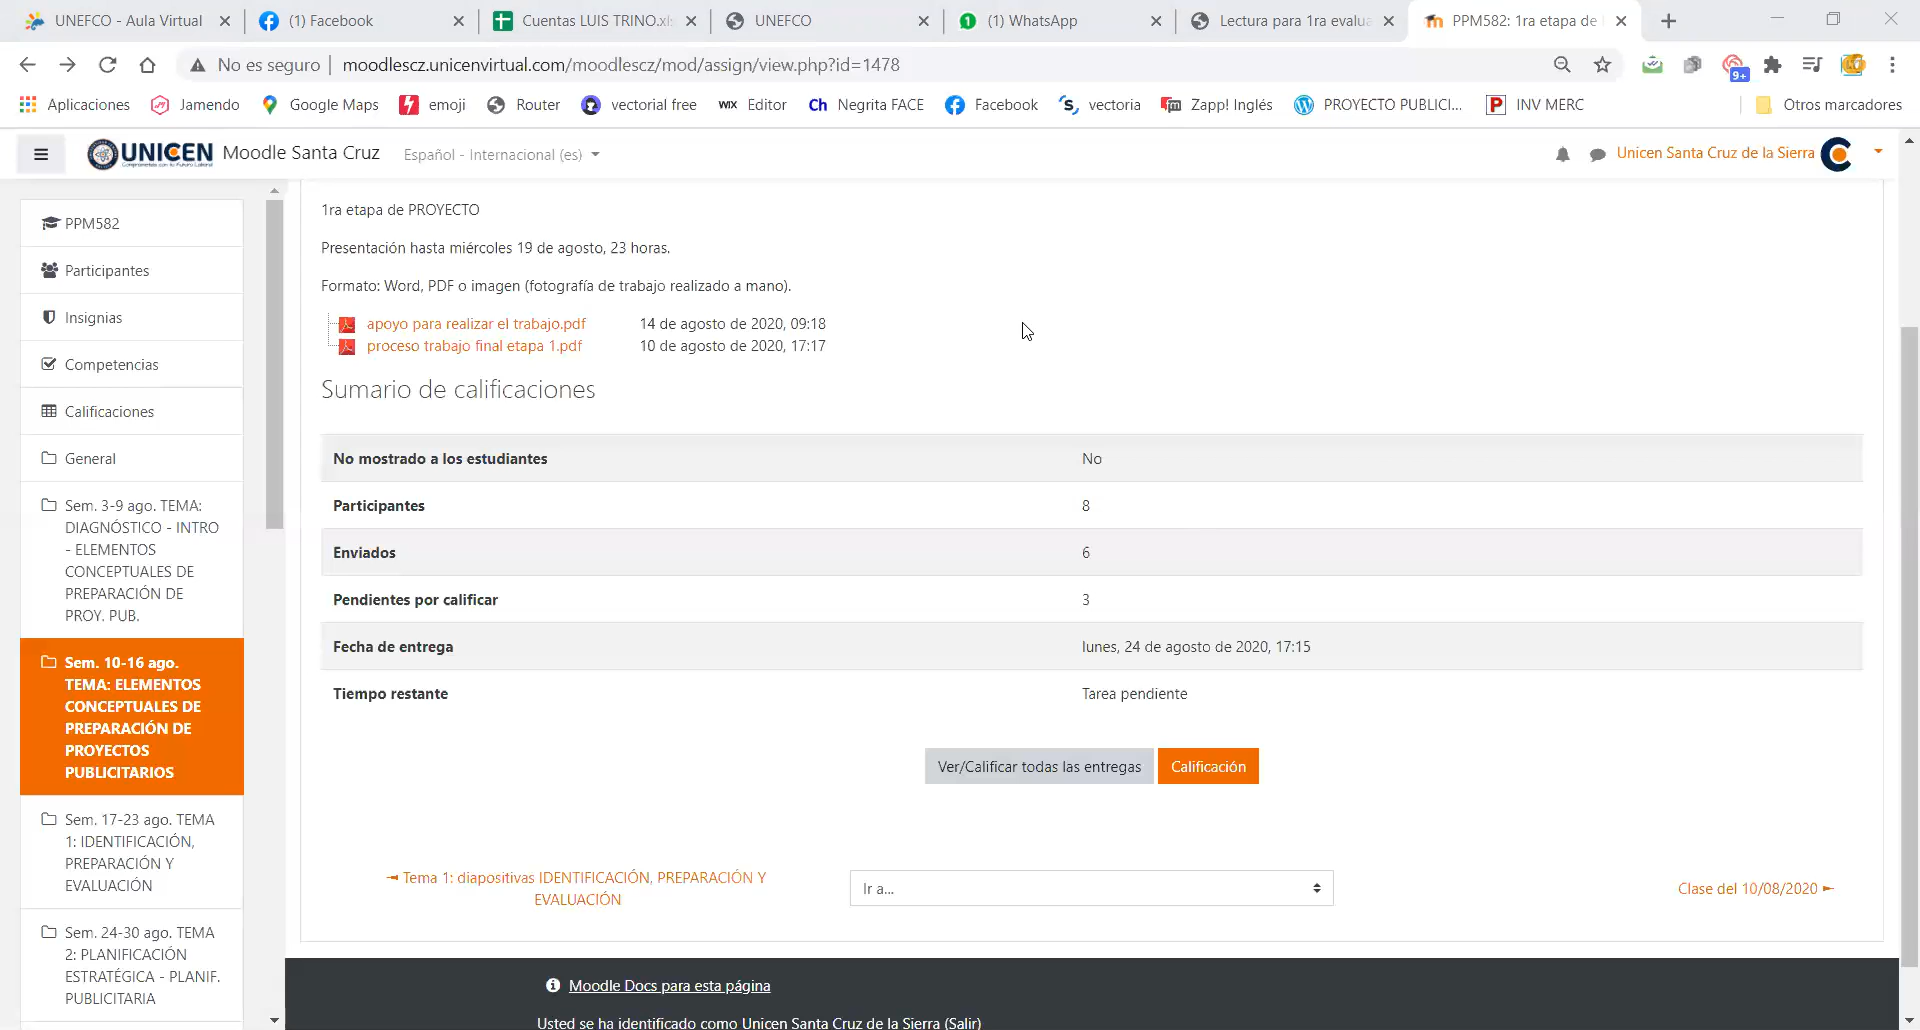 UNEFCO - Aula Virtual
(1) Facebook
Cuentas LUIS TRINO.xls
UNEFCO
(1) WhatsApp
Lectura para 1ra evalua
PPM582: 1ra etapa de
No es seguro
moodlescz.unicenvirtual.com/moodlescz/mod/assign/view.php?id=1478
9+
Aplicaciones
Jamendo
Google Maps
emoji
Router
vectorial free
WIX Editor
Ch Negrita FACE
Facebook
vectoria
Zapp! Inglés
PROYECTO PUBLICI...
INV MERC
Otros marcadores
UNICEN
Moodle Santa Cruz
Español - Internacional (es)
Unicen Santa Cruz de la Sierra
PPM582
Participantes
Insignias
Competencias
Calificaciones
General
Sem. 3-9 ago. TEMA:
DIAGNÓSTICO - INTRO
- ELEMENTOS
CONCEPTUALES DE
PREPARACIÓN DE
PROY. PUB.
Sem. 10-16 ago.
TEMA: ELEMENTOS
CONCEPTUALES DE
PREPARACIÓN DE
PROYECTOS
PUBLICITARIOS
Sem. 17-23 ago. TEMA
1: IDENTIFICACIÓN,
PREPARACIÓN Y
EVALUACIÓN
Sem. 24-30 ago. TEMA
2: PLANIFICACIÓN
ESTRATÉGICA - PLANIF.
PUBLICITARIA
1ra etapa de PROYECTO
Presentación hasta miércoles 19 de agosto, 23 horas.
Formato: Word, PDF o imagen (fotografía de trabajo realizado a mano).
apoyo para realizar el trabajo.pdf 14 de agosto de 2020, 09:18
proceso trabajo final etapa 1.pdf 10 de agosto de 2020, 17:17
Sumario de calificaciones
No mostrado a los estudiantes No
Participantes 8
Enviados 6
Pendientes por calificar 3
Fecha de entrega lunes, 24 de agosto de 2020, 17:15
Tiempo restante Tarea pendiente
Ver/Calificar todas las entregas
Calificación
◄ Tema 1: diapositivas IDENTIFICACIÓN, PREPARACIÓN Y
EVALUACIÓN
Ir a...
Clase del 10/08/2020 ►
Moodle Docs para esta página
Usted se ha identificado como Unicen Santa Cruz de la Sierra (Salir)